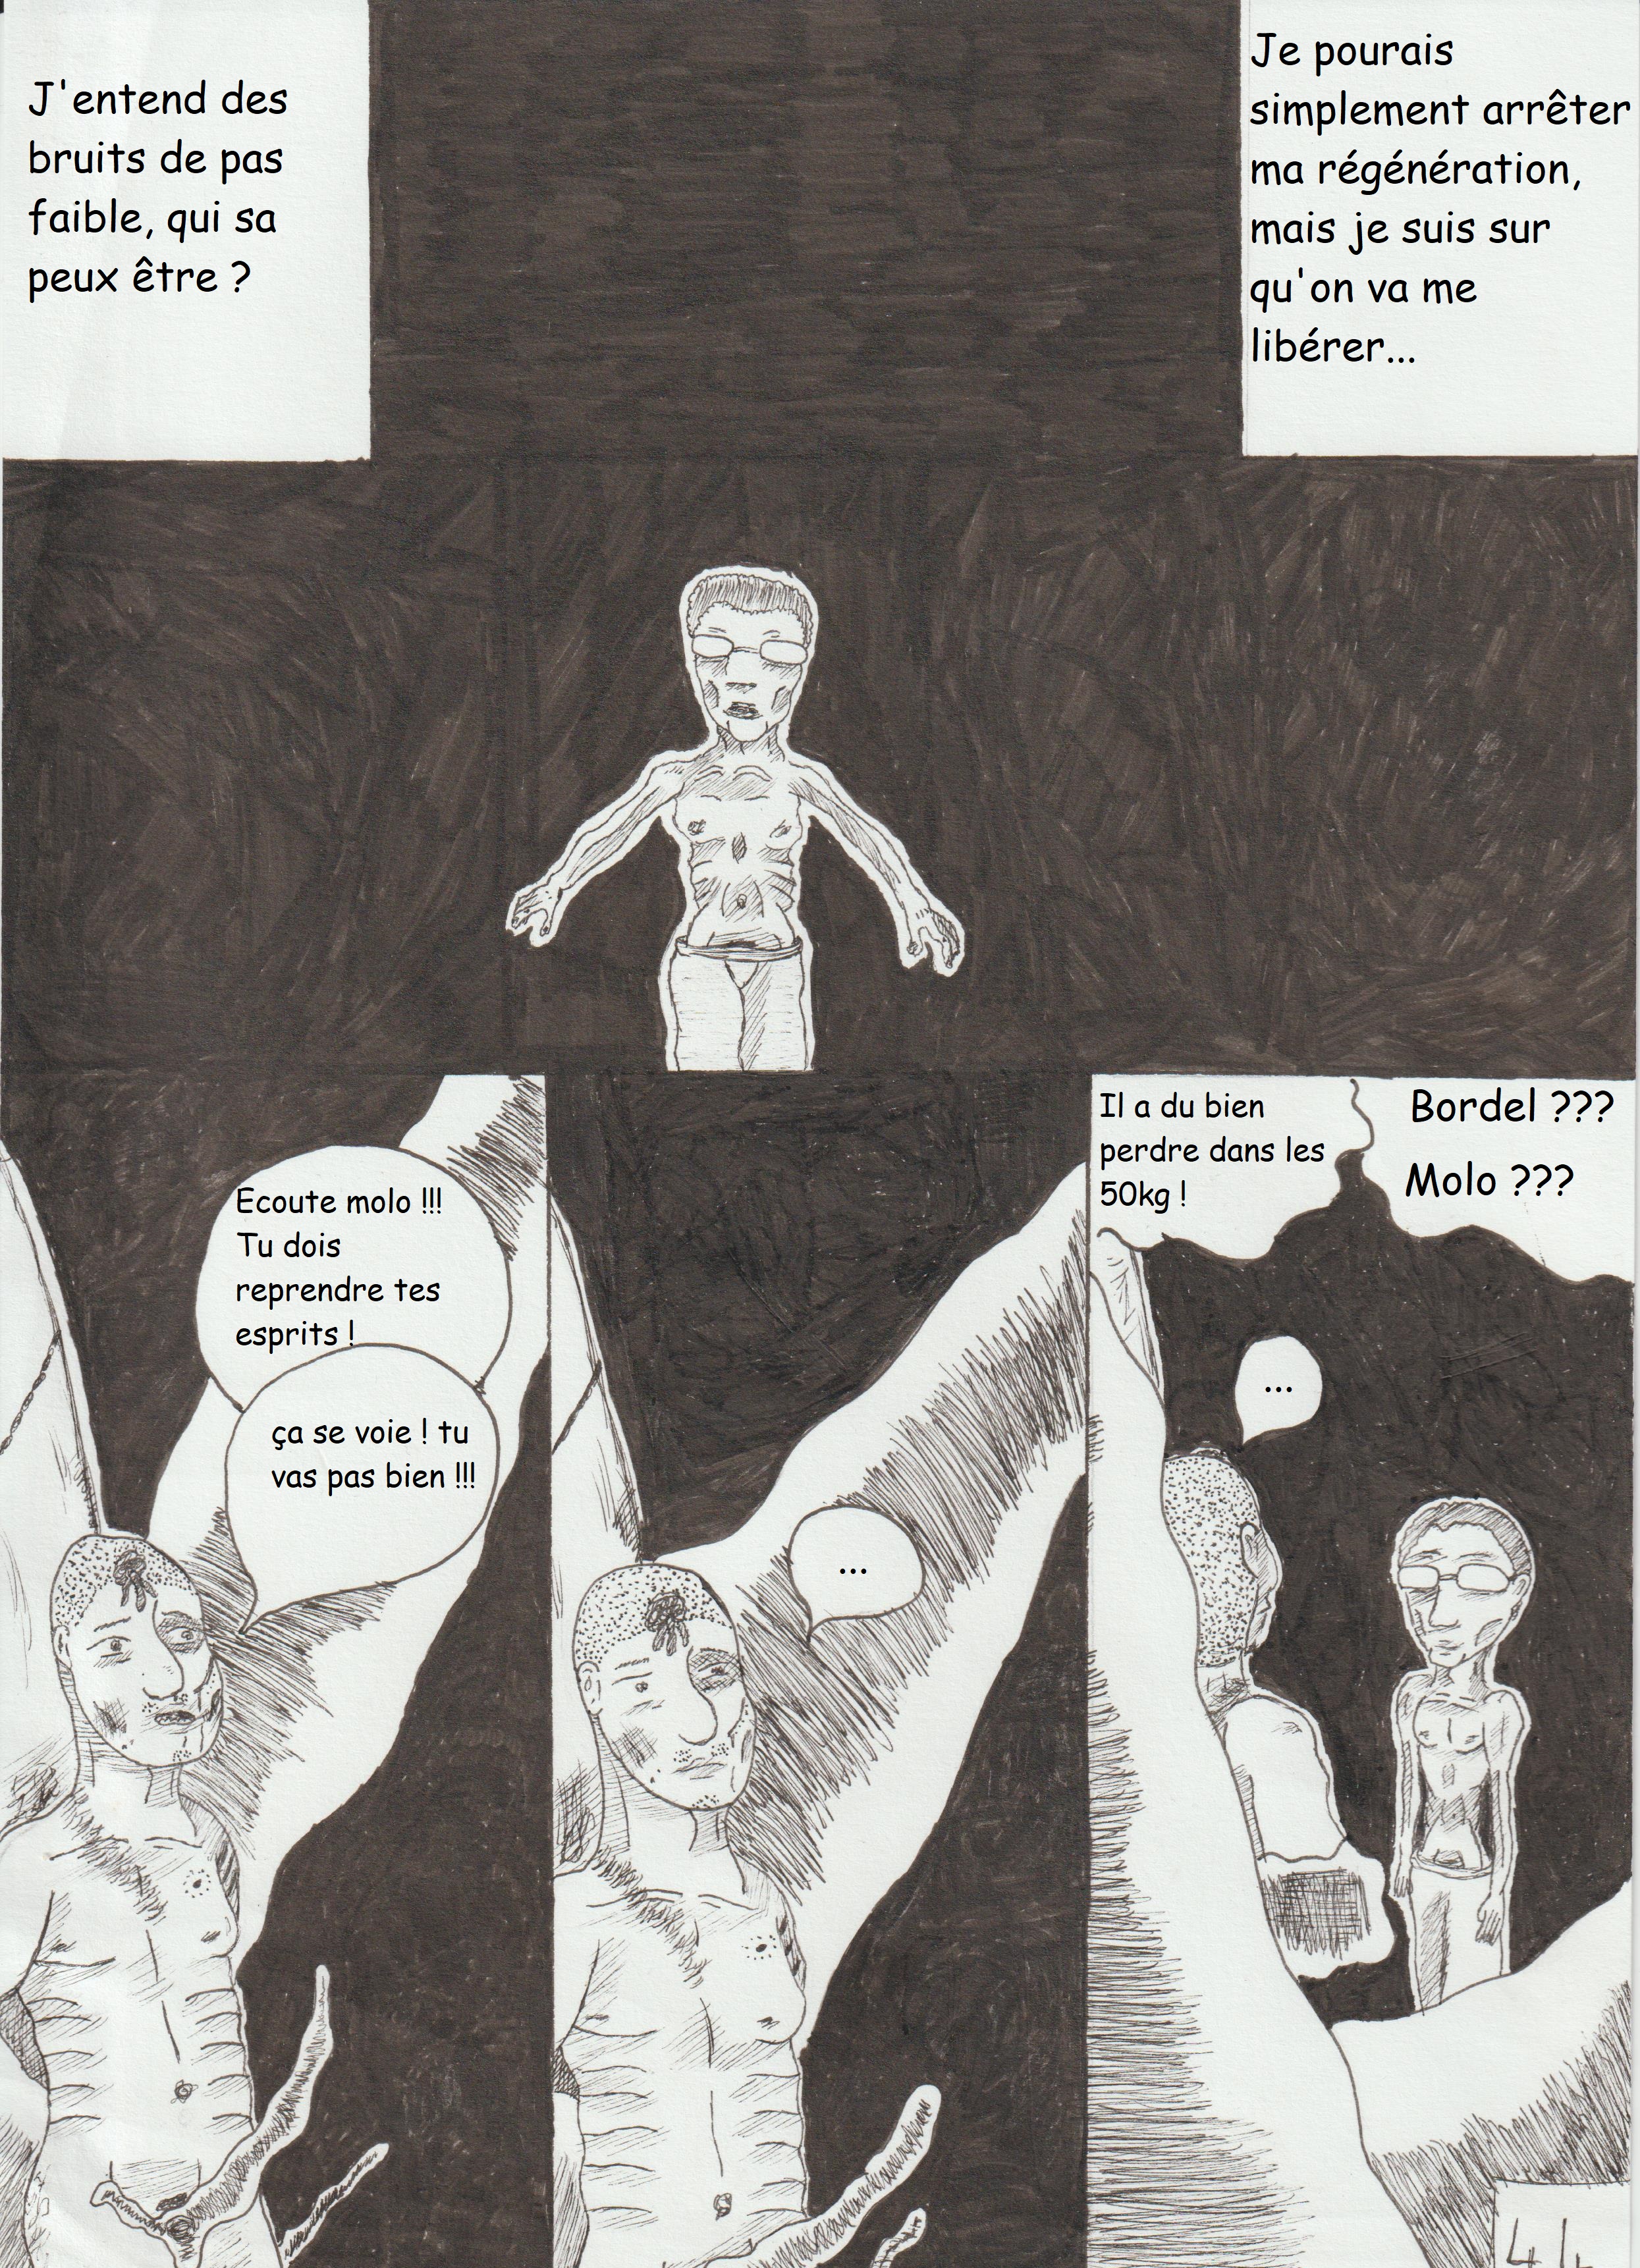 J'entend des
bruits de pas
faible, qui sa
peux être ?
Je pourais
simplement arrêter
ma régénération,
mais je suis sur
qu'on va me
libérer...
Ecoute molo !!!
Tu dois
reprendre tes
esprits !
ça se voie ! tu
vas pas bien !!!
...
Il a du bien
perdre dans les
50kg !
Bordel ???
Molo ???
...
44